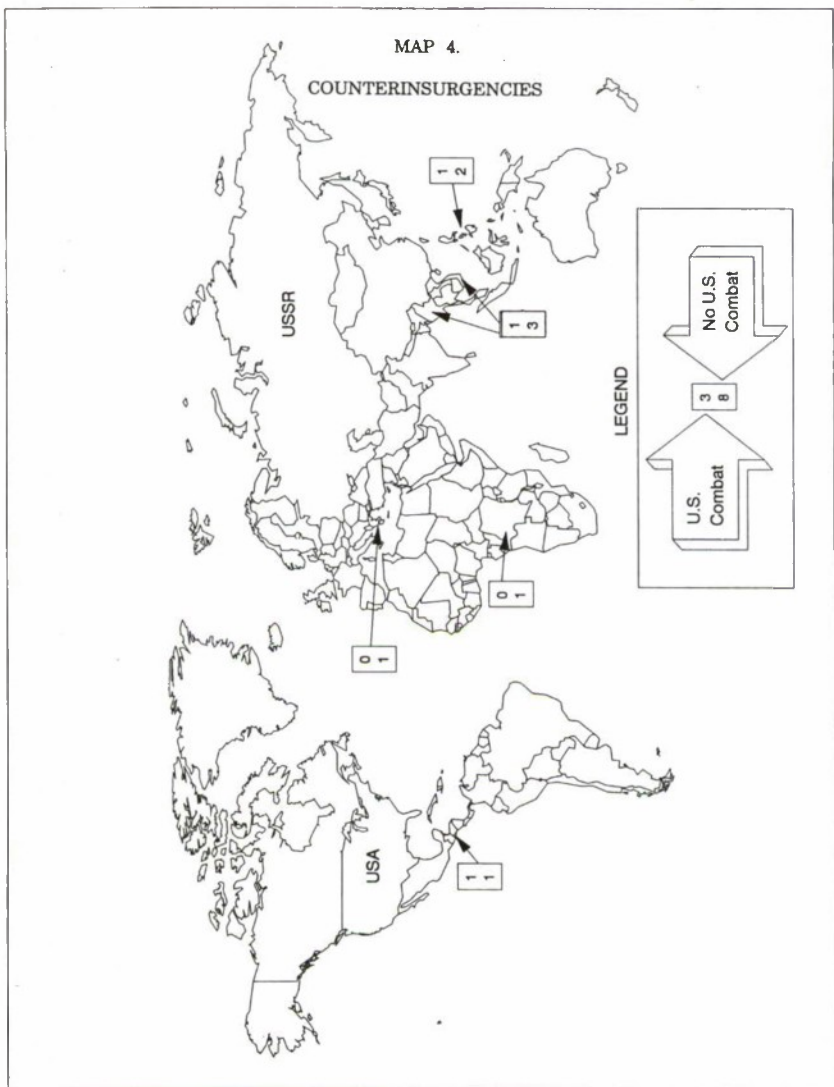 MAP 4.
COUNTERINSURGENCIES
USSR
USA
1
2
1
3
0
1
0
1
1
1
LEGEND
U.S.
Combat
3
8
No U.S.
Combat